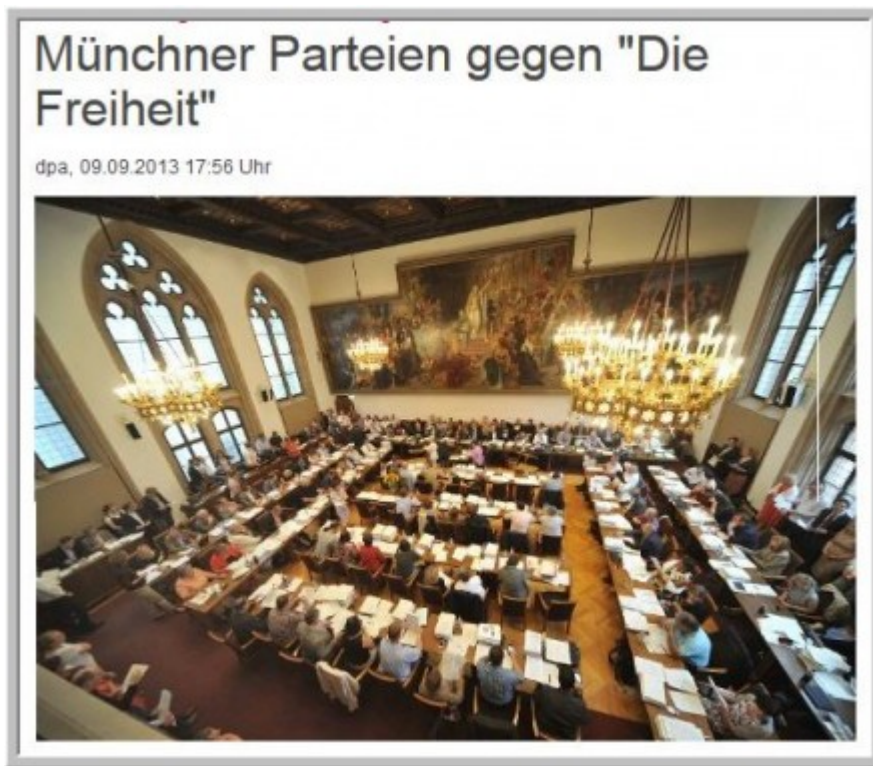 Münchner Parteien gegen "Die
Freiheit"
dpa, 09.09.2013 17:56 Uhr